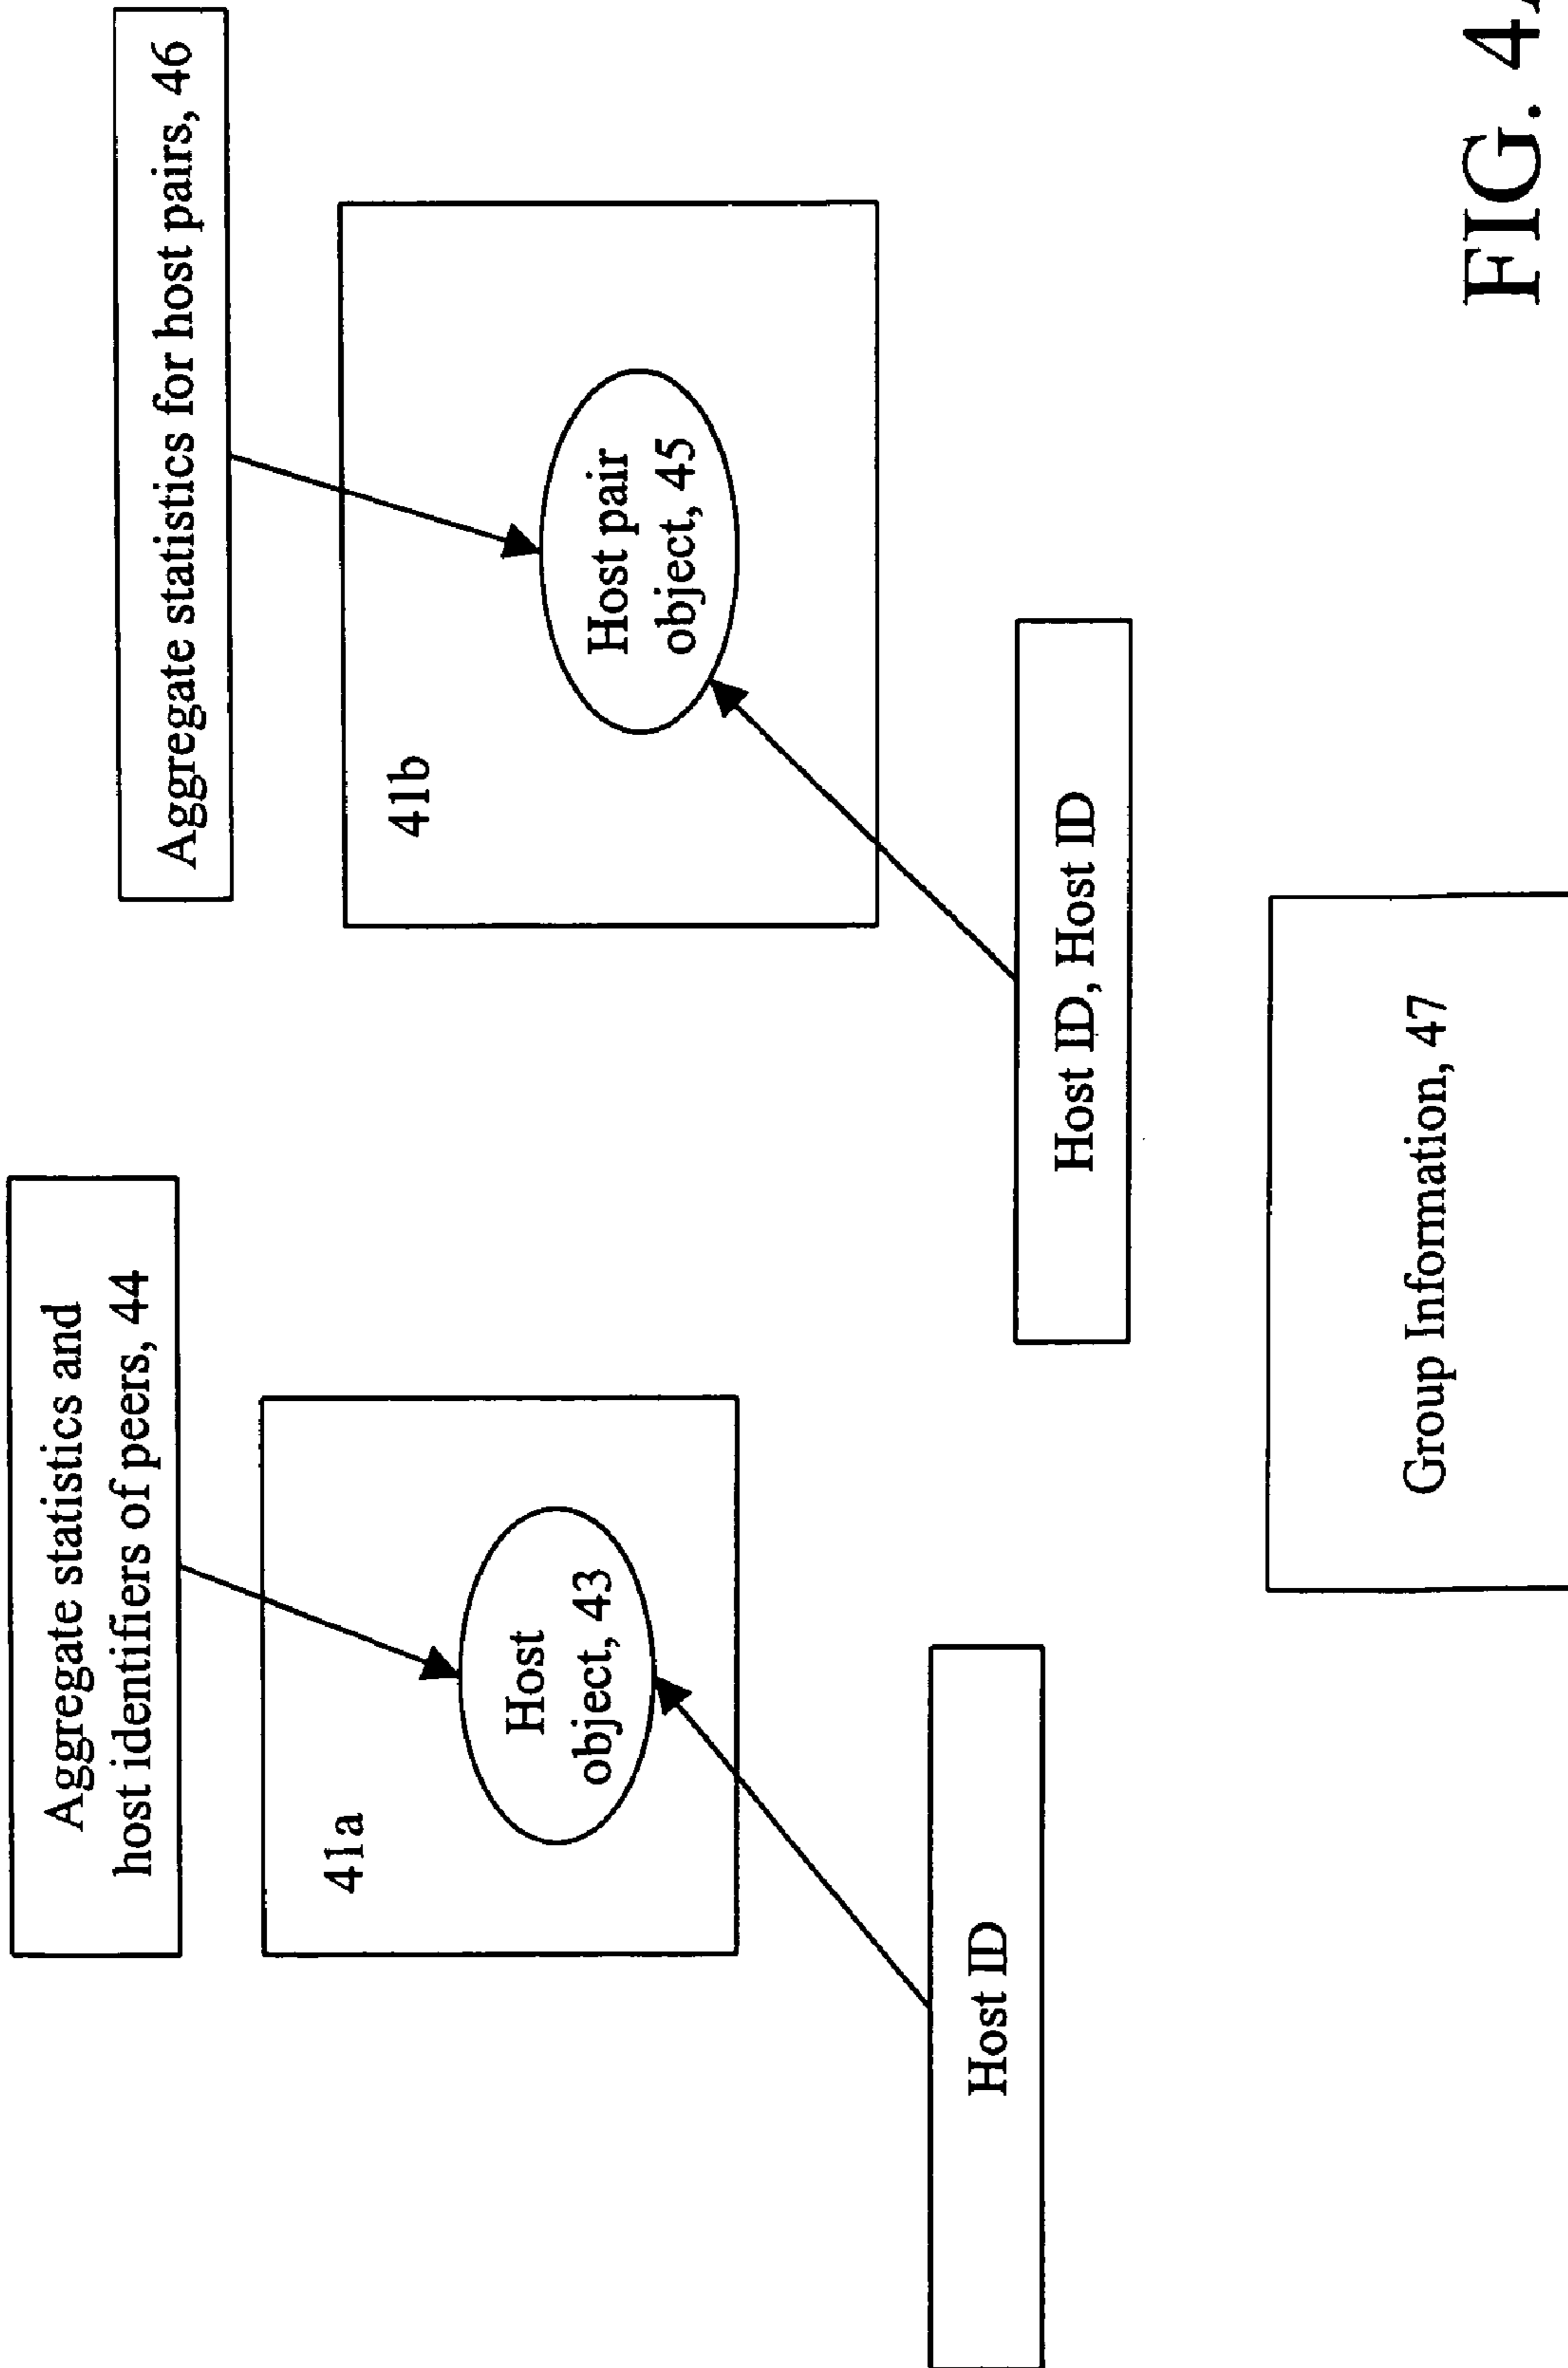 Aggregate statistics and
host identifiers of peers, 44
41a
Host
object, 43
Host ID
Aggregate statistics for host pairs, 46
41b
Host pair
object, 45
Host ID, Host ID
Group Information, 47
FIG. 4